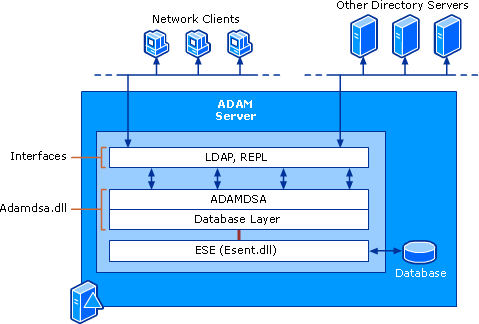 Network Clients
Other Directory Servers
ADAM
Server
Interfaces
LDAP, REPL
Adamdsa.dll
ADAMDSA
Database Layer
ESE (Esent.dll)
Database